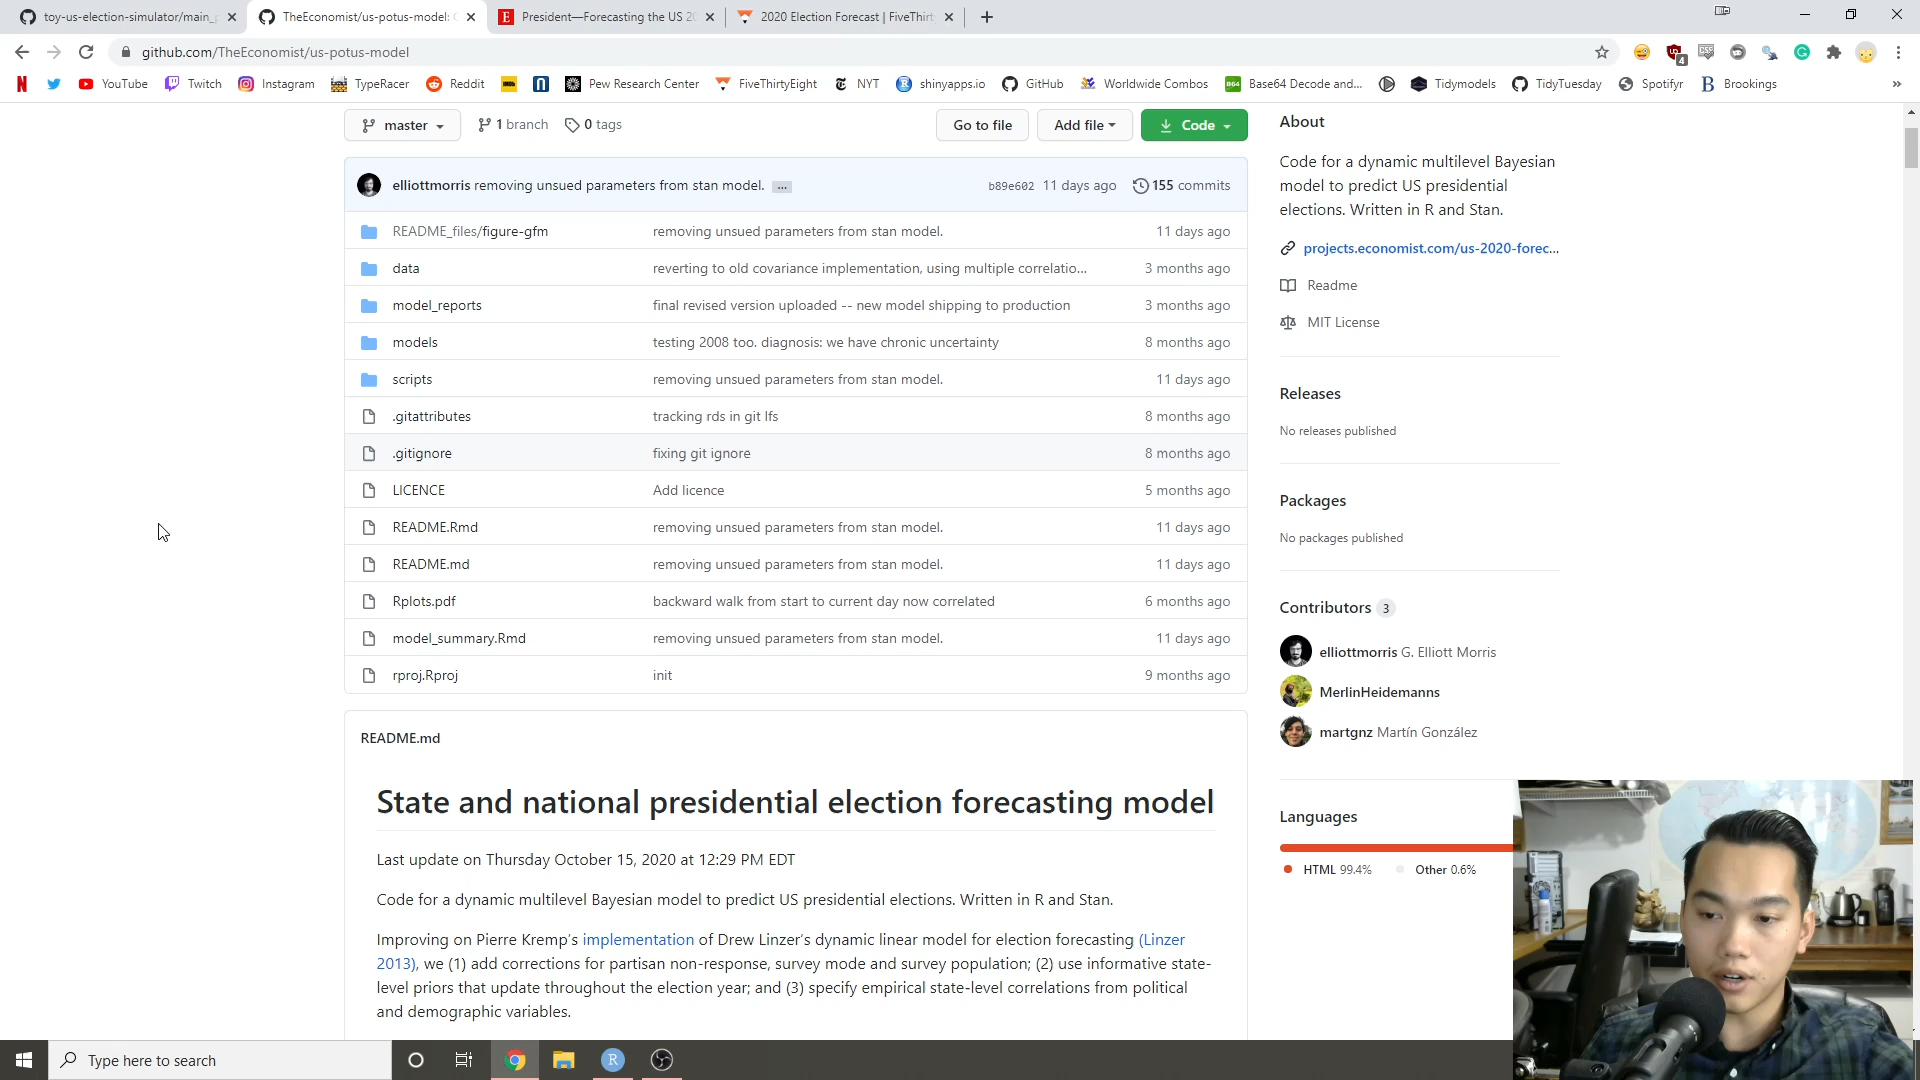 toy-us-election-simulator/main_
TheEconomist/us-potus-model:
President—Forecasting the US 20
2020 Election Forecast | FiveThirt
github.com/TheEconomist/us-potus-model
4
YouTube
Twitch
Instagram
TypeRacer
Reddit
Pew Research Center
FiveThirtyEight
NYT
shinyapps.io
GitHub
Worldwide Combos
Base64 Decode and...
Tidymodels
TidyTuesday
Spotifyr
Brookings
»
master
1 branch
0 tags
Go to file
Add file
Code
elliottmorris removing unsued parameters from stan model. ...
b89e602 11 days ago
155 commits
README_files/figure-gfm removing unsued parameters from stan model. 11 days ago
data reverting to old covariance implementation, using multiple correlatio... 3 months ago
model_reports final revised version uploaded -- new model shipping to production 3 months ago
models testing 2008 too. diagnosis: we have chronic uncertainty 8 months ago
scripts removing unsued parameters from stan model. 11 days ago
.gitattributes tracking rds in git lfs 8 months ago
.gitignore fixing git ignore 8 months ago
LICENCE Add licence 5 months ago
README.Rmd removing unsued parameters from stan model. 11 days ago
README.md removing unsued parameters from stan model. 11 days ago
Rplots.pdf backward walk from start to current day now correlated 6 months ago
model_summary.Rmd removing unsued parameters from stan model. 11 days ago
rproj.Rproj init 9 months ago
README.md
State and national presidential election forecasting model
Last update on Thursday October 15, 2020 at 12:29 PM EDT
Code for a dynamic multilevel Bayesian model to predict US presidential elections. Written in R and Stan.
Improving on Pierre Kremp's implementation of Drew Linzer's dynamic linear model for election forecasting (Linzer
2013), we (1) add corrections for partisan non-response, survey mode and survey population; (2) use informative state-
level priors that update throughout the election year; and (3) specify empirical state-level correlations from political
and demographic variables.
About
Code for a dynamic multilevel Bayesian
model to predict US presidential
elections. Written in R and Stan.
projects.economist.com/us-2020-forec...
Readme
MIT License
Releases
No releases published
Packages
No packages published
Contributors 3
elliottmorris G. Elliott Morris
MerlinHeidemanns
martgnz Martín González
Languages
HTML 99.4%
Other 0.6%
Type here to search